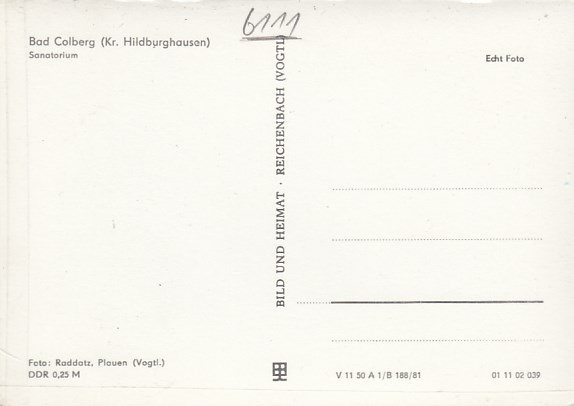 6111
Bad Colberg (Kr. Hildburghausen)
Sanatorium
Echt Foto
BILD UND HEIMAT · REICHENBACH (VOGTL)
Foto: Raddatz, Plauen (Vogtl.)
DDR 0,25 M
V 11 50 A 1/B 188/81
01 11 02 039